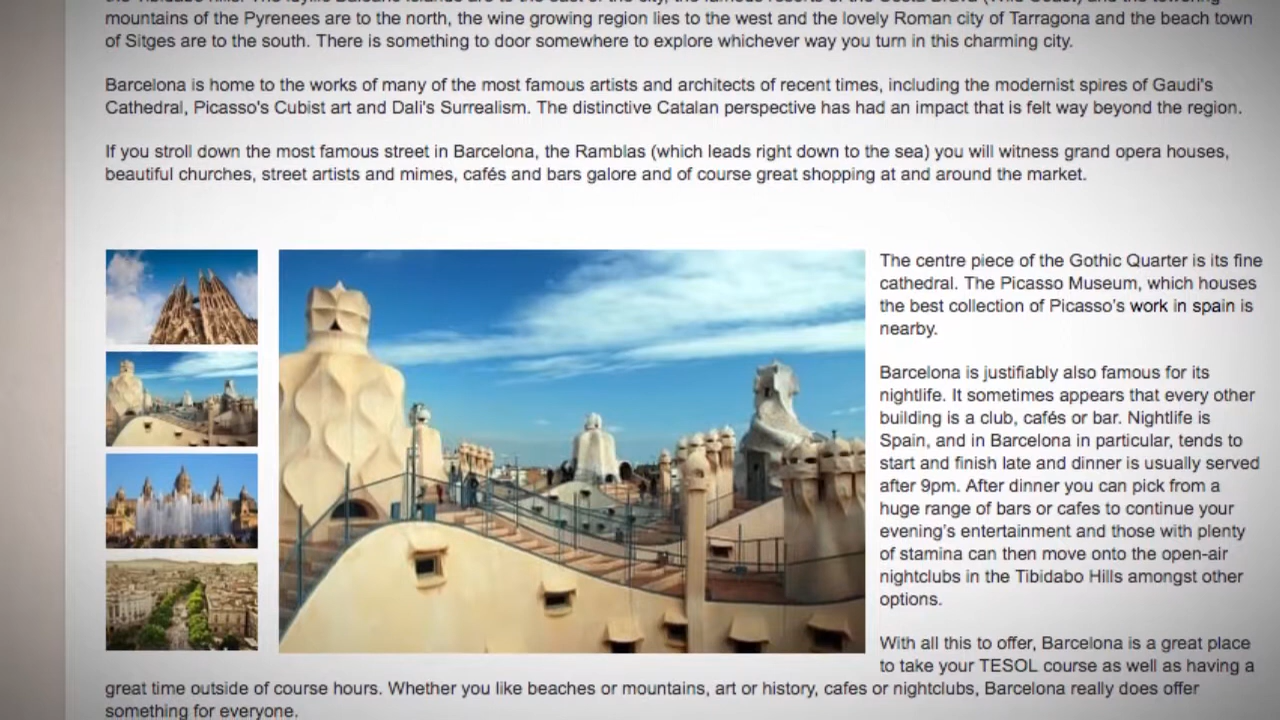 mountains of the Pyrenees are to the north, the wine growing region lies to the west and the lovely Roman city of Tarragona and the beach town
of Sitges are to the south. There is something to door somewhere to explore whichever way you turn in this charming city.
Barcelona is home to the works of many of the most famous artists and architects of recent times, including the modernist spires of Gaudi's
Cathedral, Picasso's Cubist art and Dali's Surrealism. The distinctive Catalan perspective has had an impact that is felt way beyond the region.
If you stroll down the most famous street in Barcelona, the Ramblas (which leads right down to the sea) you will witness grand opera houses,
beautiful churches, street artists and mimes, cafés and bars galore and of course great shopping at and around the market.
The centre piece of the Gothic Quarter is its fine
cathedral. The Picasso Museum, which houses
the best collection of Picasso's work in spain is
nearby.
Barcelona is justifiably also famous for its
nightlife. It sometimes appears that every other
building is a club, cafés or bar. Nightlife is
Spain, and in Barcelona in particular, tends to
start and finish late and dinner is usually served
after 9pm. After dinner you can pick from a
huge range of bars or cafes to continue your
evening's entertainment and those with plenty
of stamina can then move onto the open-air
nightclubs in the Tibidabo Hills amongst other
options.
With all this to offer, Barcelona is a great place
to take your TESOL course as well as having a
great time outside of course hours. Whether you like beaches or mountains, art or history, cafes or nightclubs, Barcelona really does offer
something for everyone.